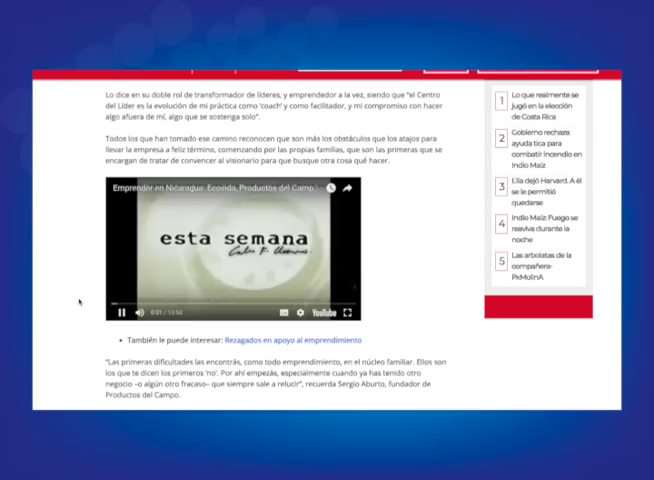 Lo dice en su doble rol de transformador de líderes, y emprendedor a la vez, siendo que "el Centro
del Líder es la evolución de mi práctica como 'coach' y como facilitador, y mi compromiso con hacer
algo afuera de mí, algo que se sostenga solo".
Todos los que han tomado ese camino reconocen que son más los obstáculos que los atajos para
llevar la empresa a feliz término, comenzando por las propias familias, que son las primeras que se
encargan de tratar de convencer al visionario para que busque otra cosa qué hacer.
Emprender en Nicaragua: Ecovida, Productos del Camp...
esta semana
0:01 / 13:50
YouTube
También le puede interesar: Rezagados en apoyo al emprendimiento
"Las primeras dificultades las encontrás, como todo emprendimiento, en el núcleo familiar. Ellos son
los que te dicen los primeros 'no'. Por ahí empezás, especialmente cuando ya has tenido otro
negocio –o algún otro fracaso– que siempre sale a relucir", recuerda Sergio Aburto, fundador de
Productos del Campo.
1 Lo que realmente se
jugó en la elección
de Costa Rica
2 Gobierno rechaza
ayuda tica para
combatir incendio en
Indio Maíz
3 Ella dejó Harvard. A él
se le permitió
quedarse
4 Indio Maíz: Fuego se
reaviva durante la
noche
5 Las arbolatas de la
compañera-
PxMolinA